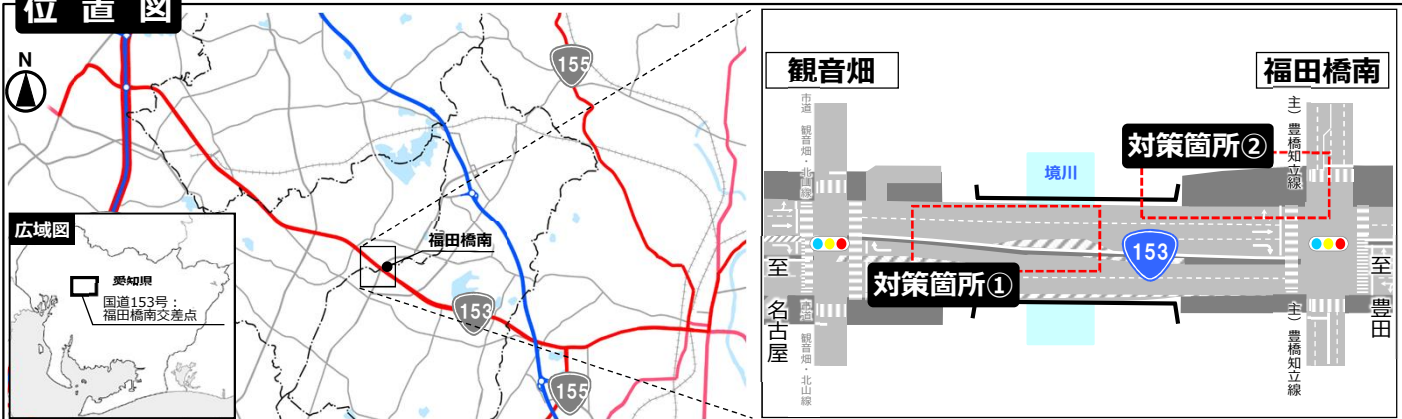 位置図
N
155
福田橋南
153
155
広域図
愛知県
国道153号：
福田橋南交差点
観音畑
福田橋南
市道 観音畑・北山線
主）豊橋知立線
対策箇所②
境川
153
対策箇所①
至 名古屋
至 豊田
市道 観音畑・北山線
主）豊橋知立線